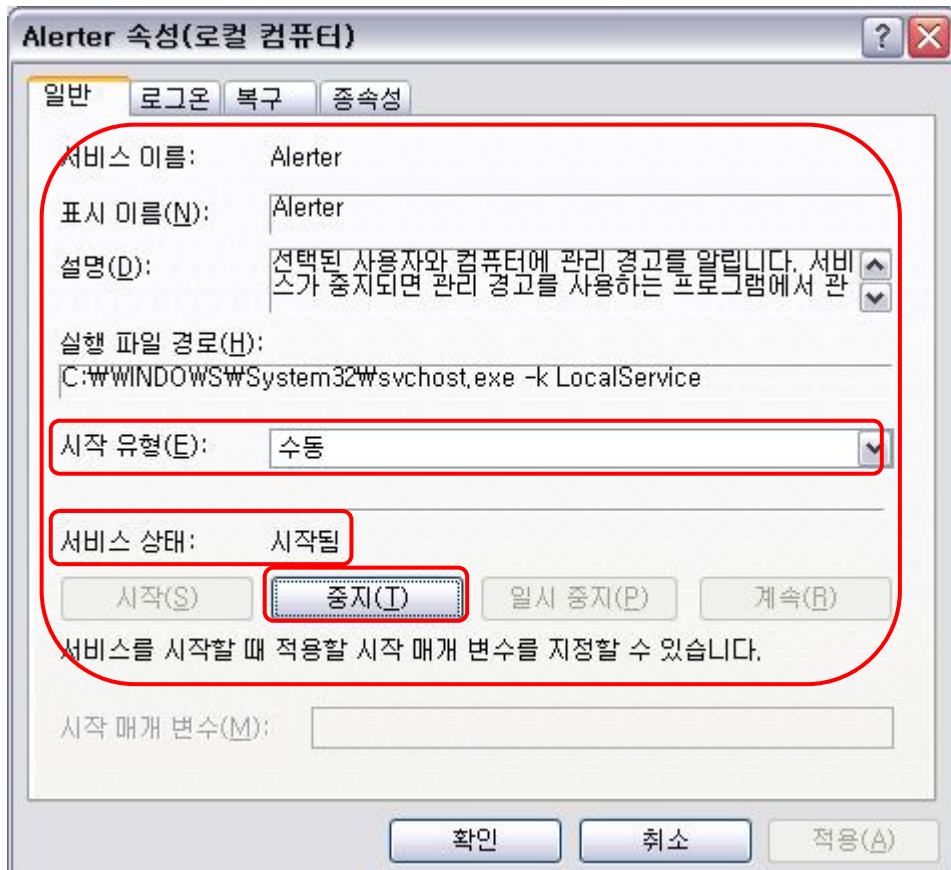 Alerter 속성(로컬 컴퓨터)
일반 로그온 복구 종속성
서비스 이름: Alerter
표시 이름(N): Alerter
설명(D): 선택된 사용자와 컴퓨터에 관리 경고를 알립니다. 서비
스가 중지되면 관리 경고를 사용하는 프로그램에서 관
실행 파일 경로(H):
C:₩WINDOWS₩System32₩svchost.exe -k LocalService
시작 유형(E): 수동
서비스 상태: 시작됨
시작(S) 중지(T) 일시 중지(P) 계속(R)
서비스를 시작할 때 적용할 시작 매개 변수를 지정할 수 있습니다.
시작 매개 변수(M):
확인 취소 적용(A)